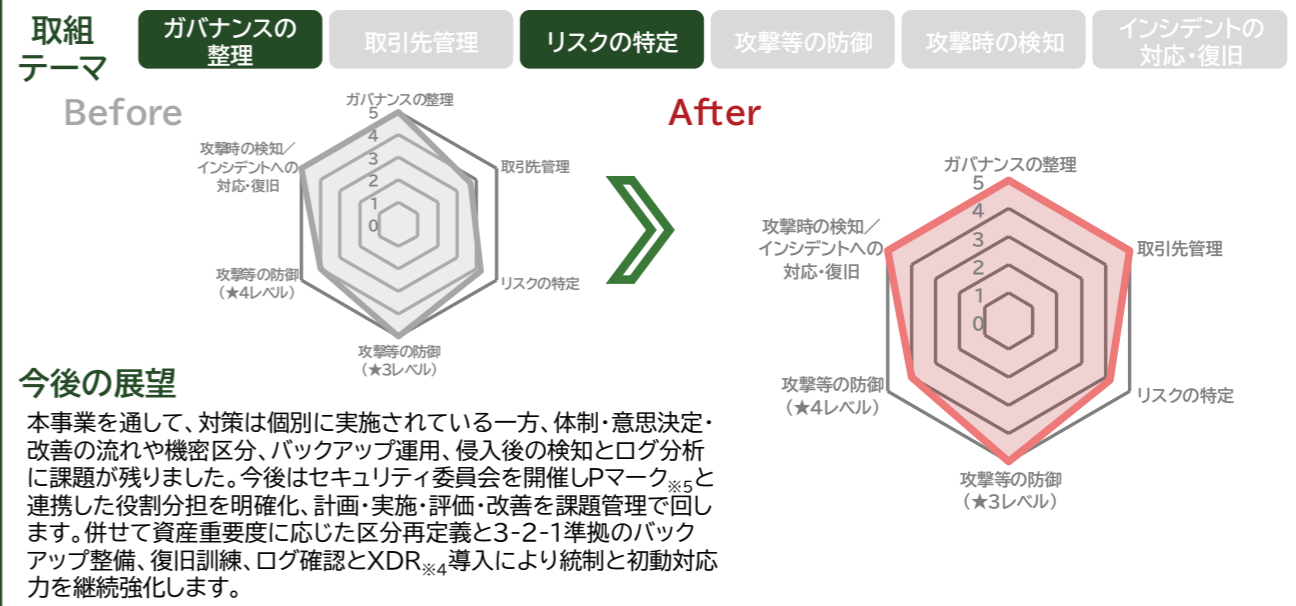 取組
テーマ
ガバナンスの
整理
取引先管理
リスクの特定
攻撃等の防御
攻撃時の検知
インシデントの
対応・復旧
Before
ガバナンスの整理
5
4
3
2
1
0
取引先管理
リスクの特定
攻撃等の防御
(★3レベル)
攻撃等の防御
(★4レベル)
攻撃時の検知/
インシデントへの
対応・復旧
After
ガバナンスの整理
5
4
3
2
1
0
取引先管理
リスクの特定
攻撃等の防御
(★3レベル)
攻撃等の防御
(★4レベル)
攻撃時の検知/
インシデントへの
対応・復旧
今後の展望
本事業を通して、対策は個別に実施されている一方、体制・意思決定・
改善の流れや機密区分、バックアップ運用、侵入後の検知とログ分析
に課題が残りました。今後はセキュリティ委員会を開催しPマーク※5と
連携した役割分担を明確化、計画・実施・評価・改善を課題管理で回し
ます。併せて資産重要度に応じた区分再定義と3-2-1準拠のバック
アップ整備、復旧訓練、ログ確認とXDR※4導入により統制と初動対応
力を継続強化します。